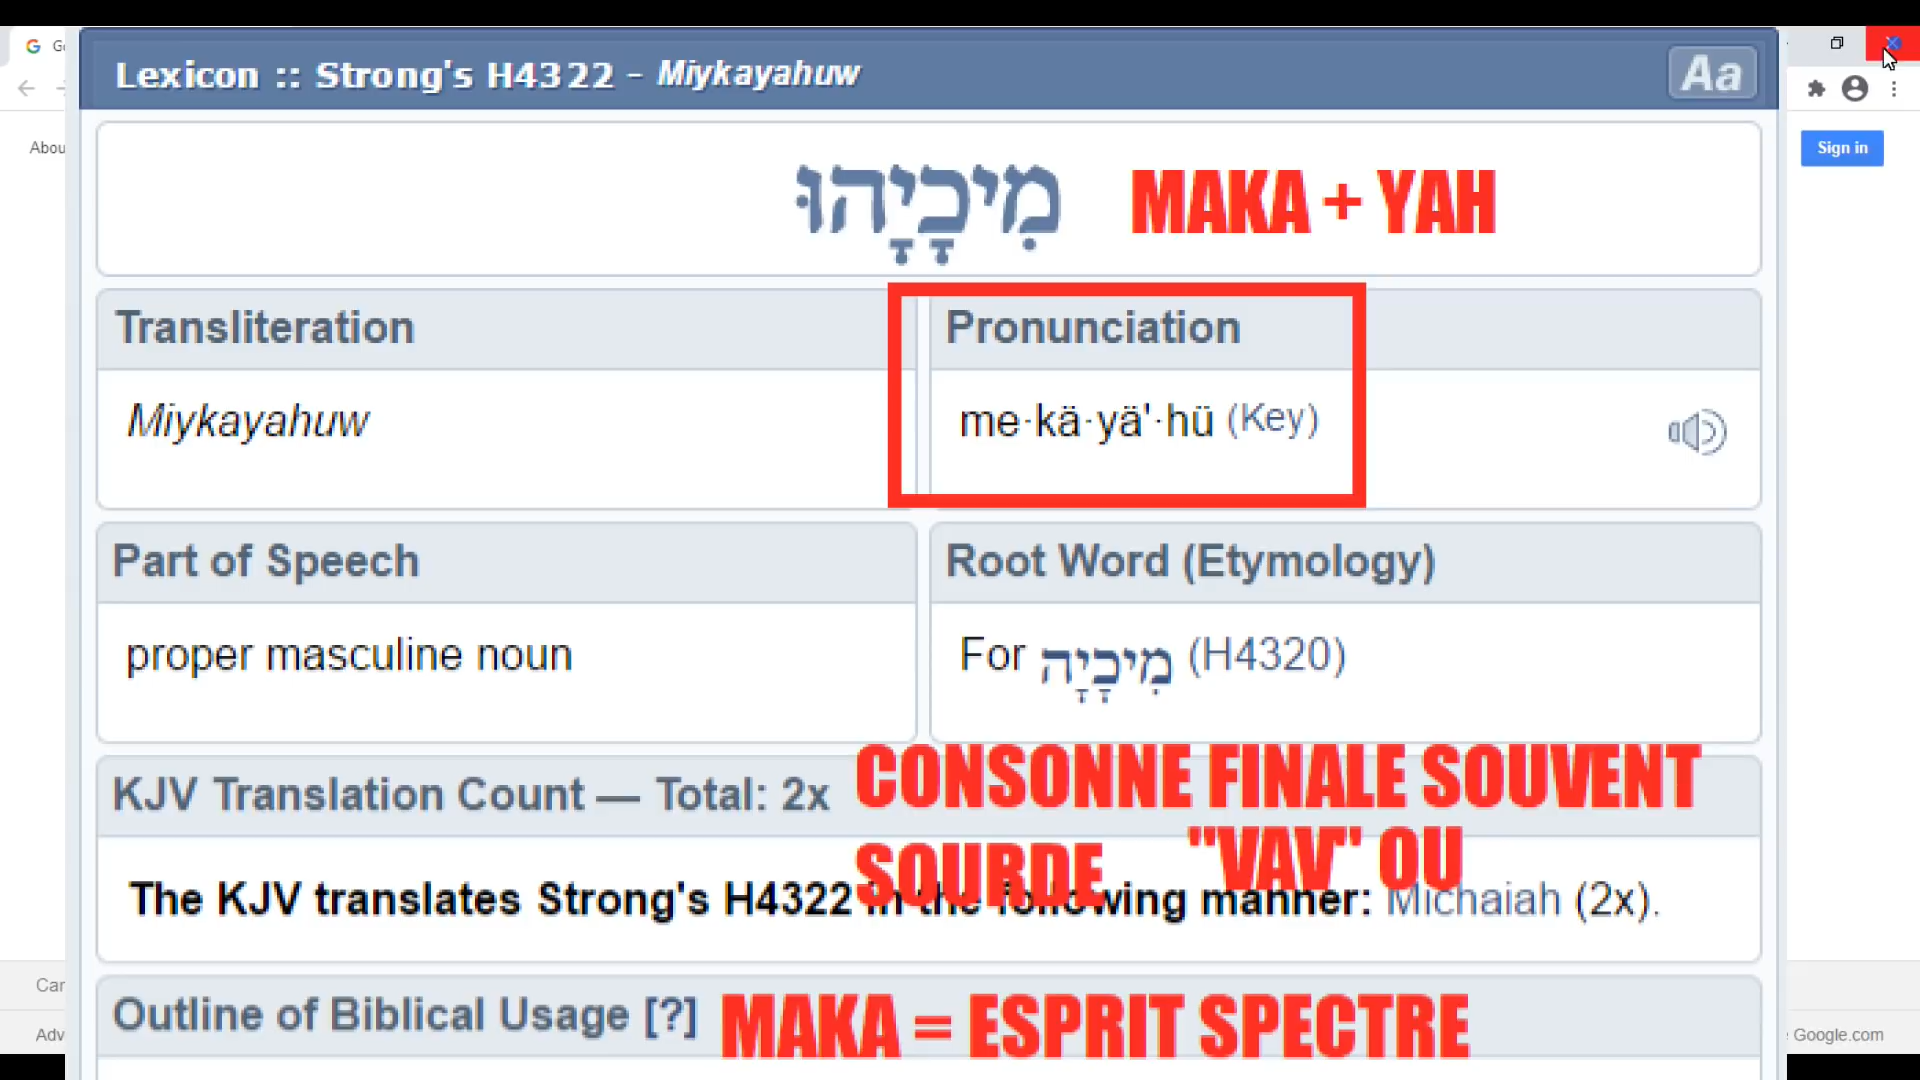 Lexicon :: Strong's H4322 - Miykayahuw
Aa
מִיכָיָהוּ MAKA + YAH
Sign in
Abou
Transliteration
Miykayahuw
Pronunciation
me·kä·yä'·hü (Key)
Part of Speech
proper masculine noun
Root Word (Etymology)
For מִיכָיָה (H4320)
KJV Translation Count — Total: 2x
CONSONNE FINALE SOUVENT
SOURDE "VAV" OU
The KJV translates Strong's H4322 in the following manner: Michaiah (2x).
Outline of Biblical Usage [?]
MAKA = ESPRIT SPECTRE
Google.com